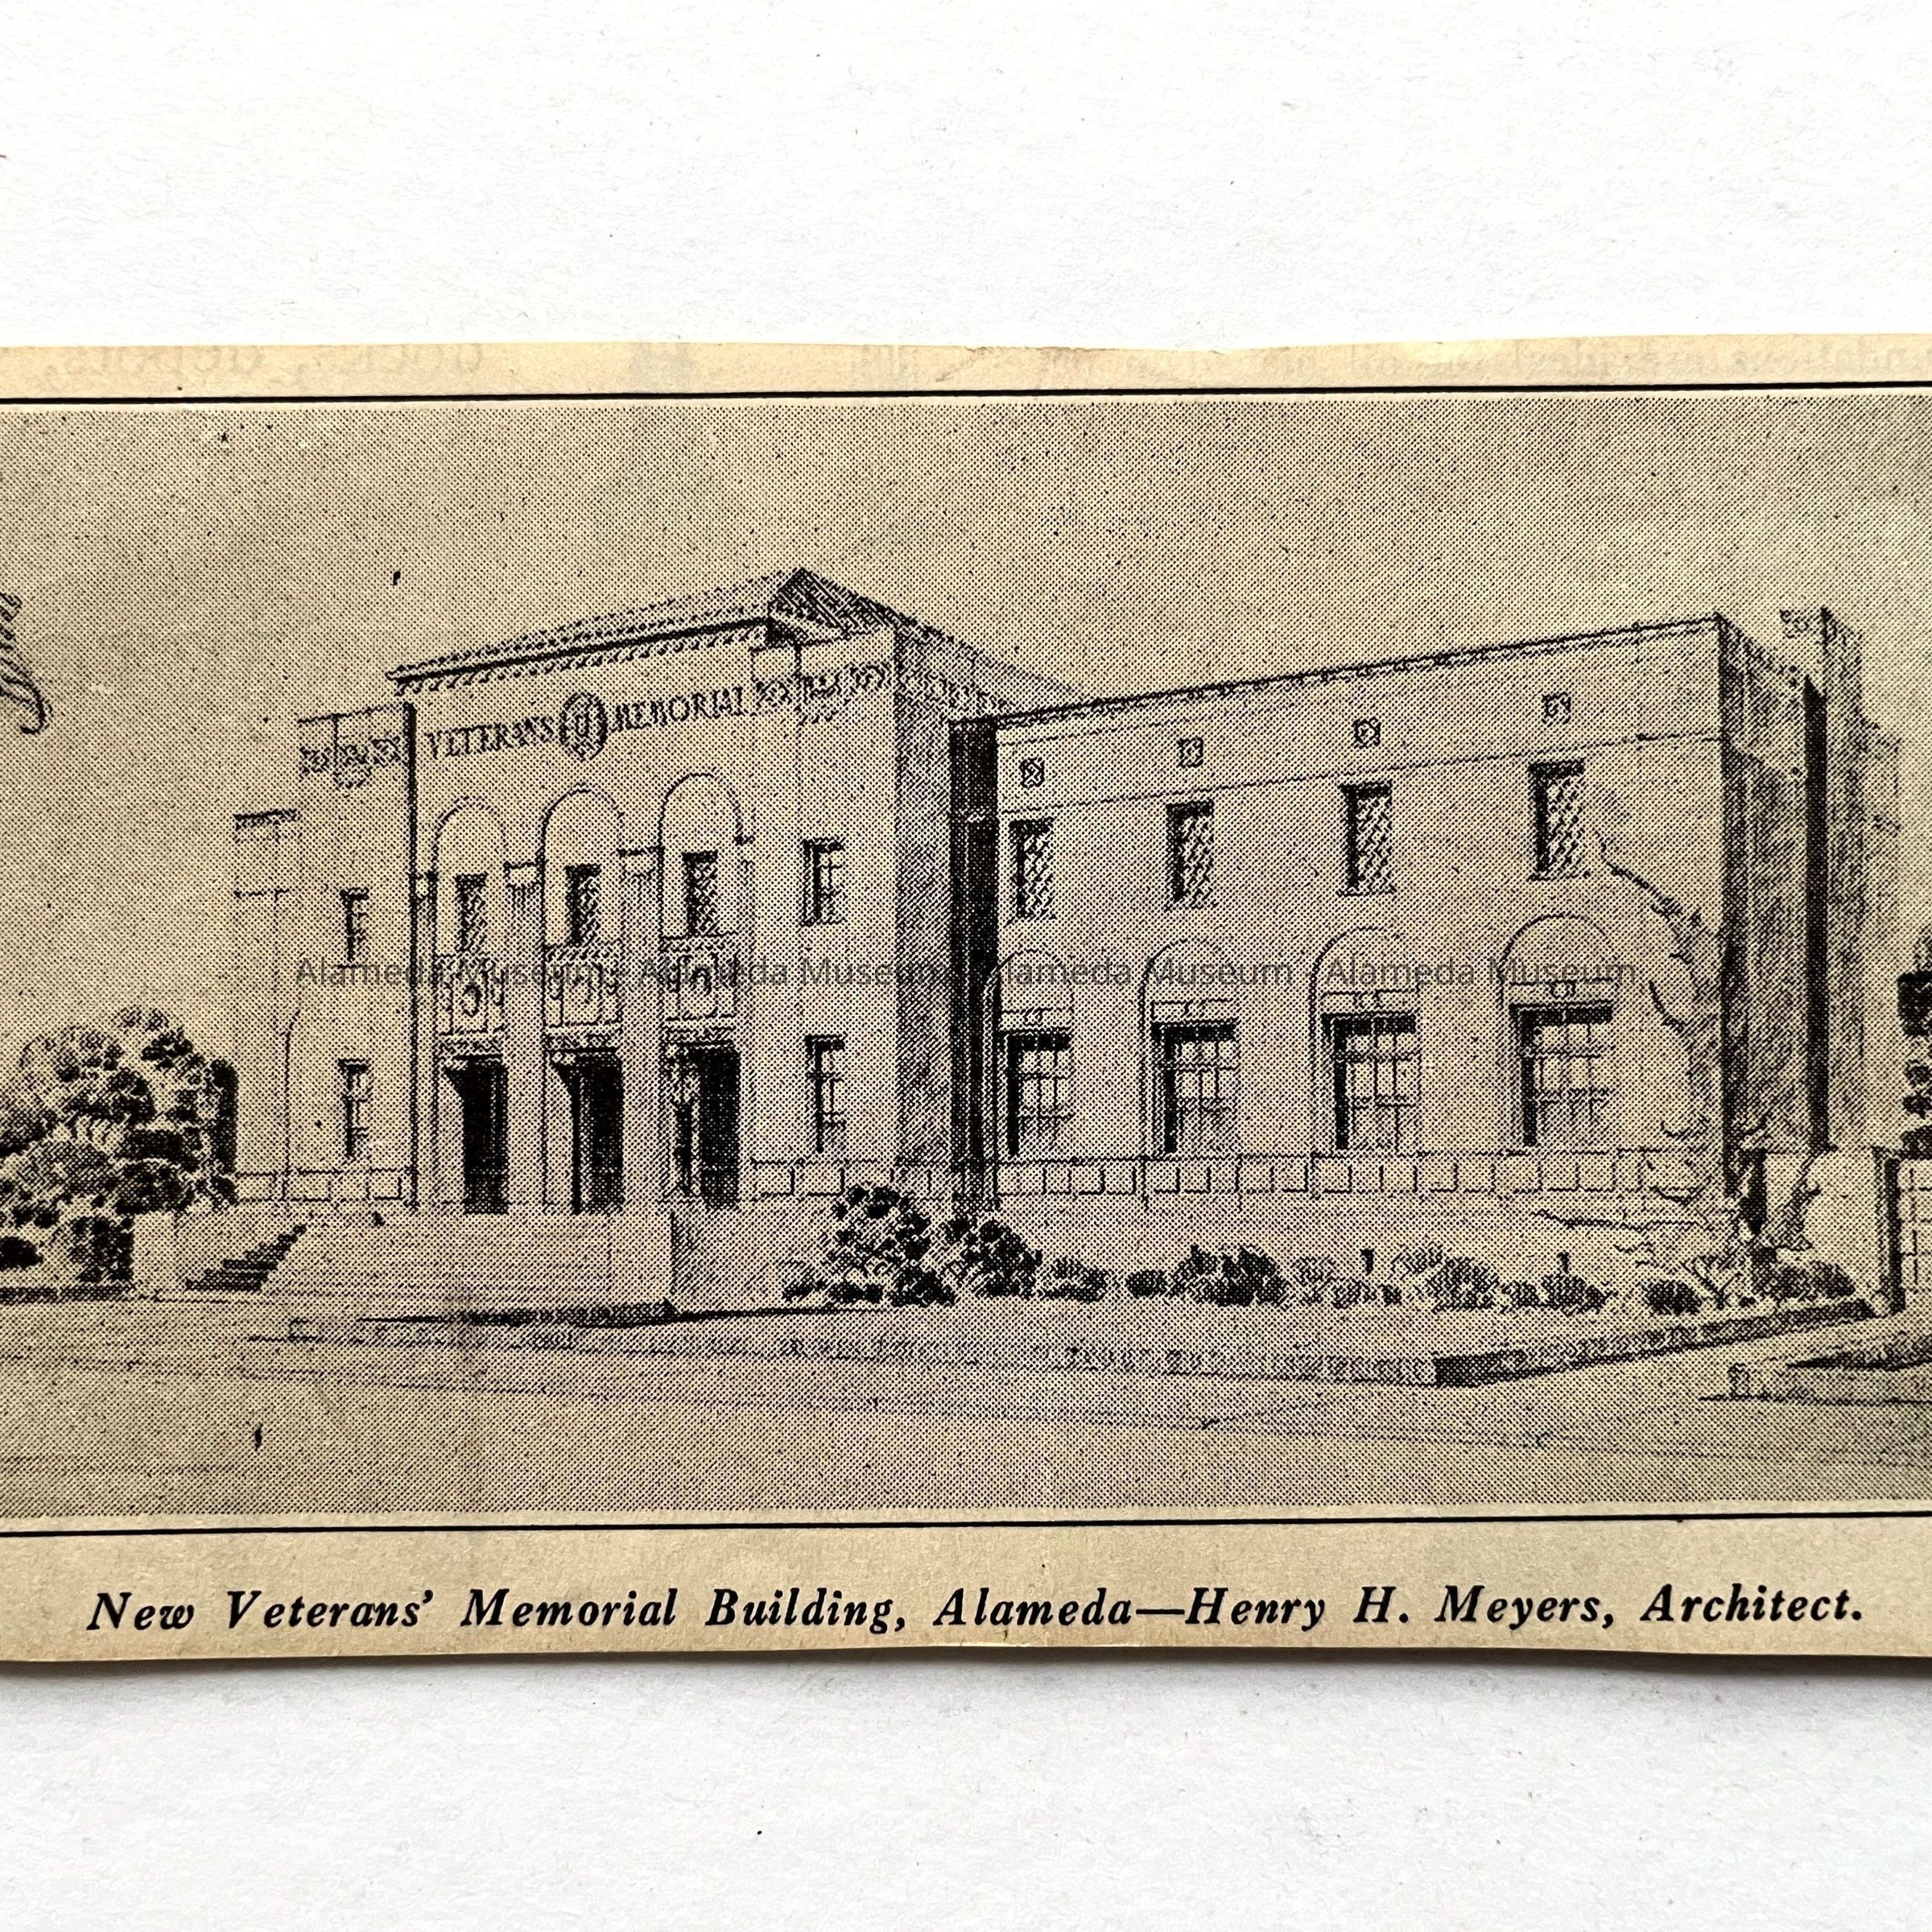 VETERANS MEMORIAL
Alameda Museum - Alameda Museum - Alameda Museum - Alameda Museum
New Veterans' Memorial Building, Alameda—Henry H. Meyers, Architect.